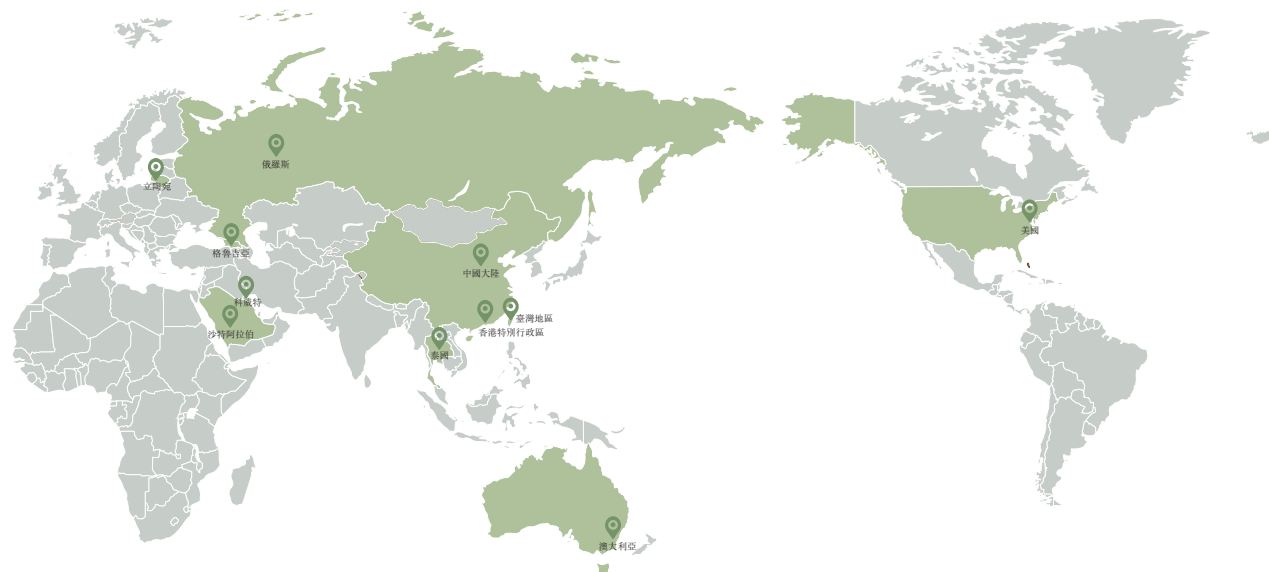 俄羅斯
立陶宛
美國
格魯吉亞
中國大陸
科威特
臺灣地區
沙特阿拉伯
香港特別行政區
泰國
澳大利亞